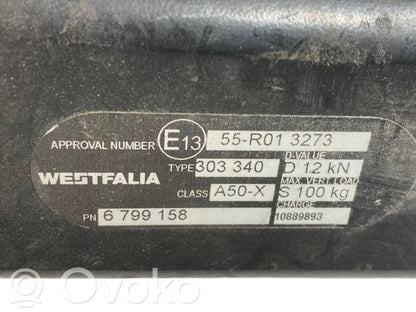 APPROVAL NUMBER E13 55-R01 3273
TYPE 303 340 D-VALUE D 12 kN
WESTFALIA CLASS A50-X MAX. VERT. LOAD S 100 kg
PN 6 799 158 CHARGE 10889893
© ovoko